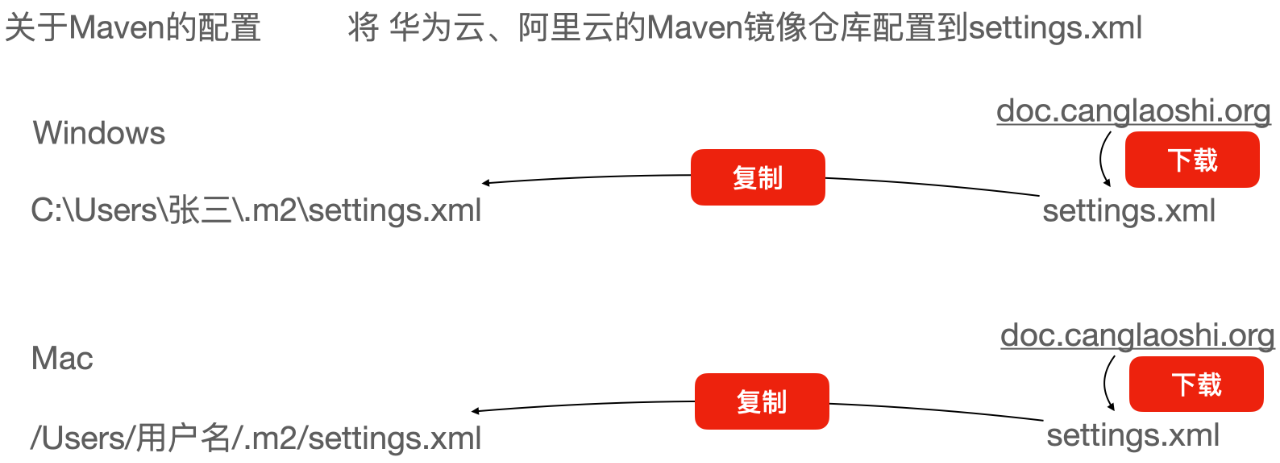 关于Maven的配置 将 华为云、阿里云的Maven镜像仓库配置到settings.xml
doc.canglaoshi.org
Windows
下载
复制
C:\Users\张三\.m2\settings.xml
settings.xml
doc.canglaoshi.org
Mac
下载
复制
/Users/用户名/.m2/settings.xml
settings.xml